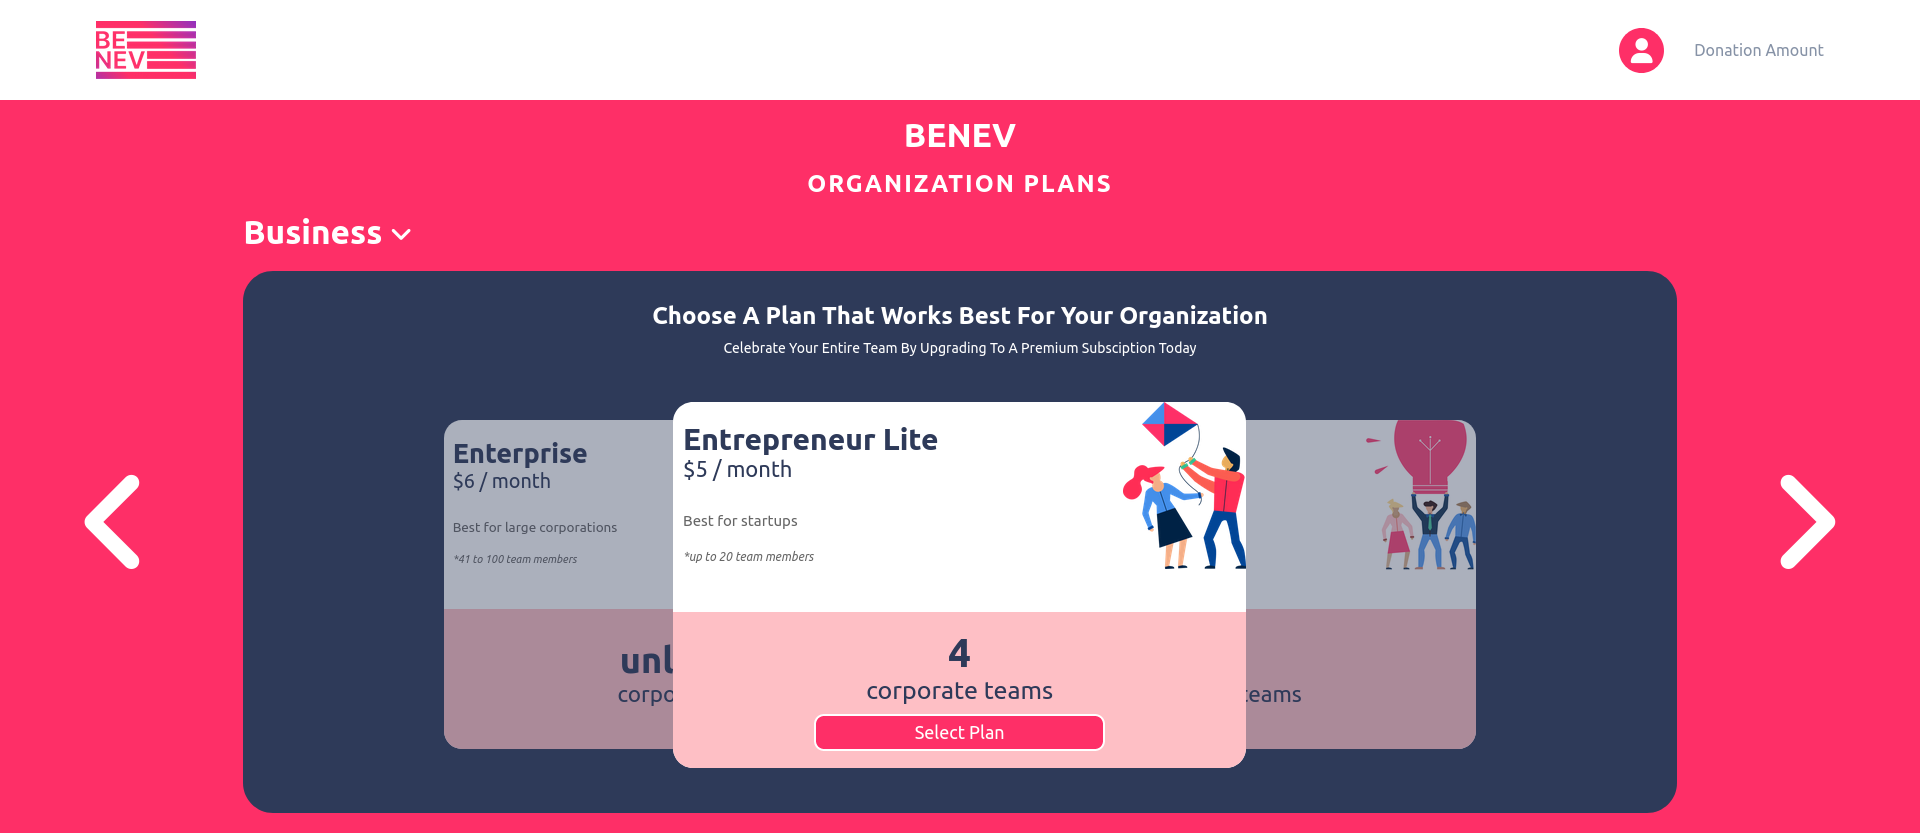 BE
NEV
Donation Amount
BENEV
ORGANIZATION PLANS
Business
Choose A Plan That Works Best For Your Organization
Celebrate Your Entire Team By Upgrading To A Premium Subsciption Today
Enterprise
$6 / month
Best for large corporations
*41 to 100 team members
unl
corpo
Entrepreneur Lite
$5 / month
Best for startups
*up to 20 team members
4
corporate teams
Select Plan
teams